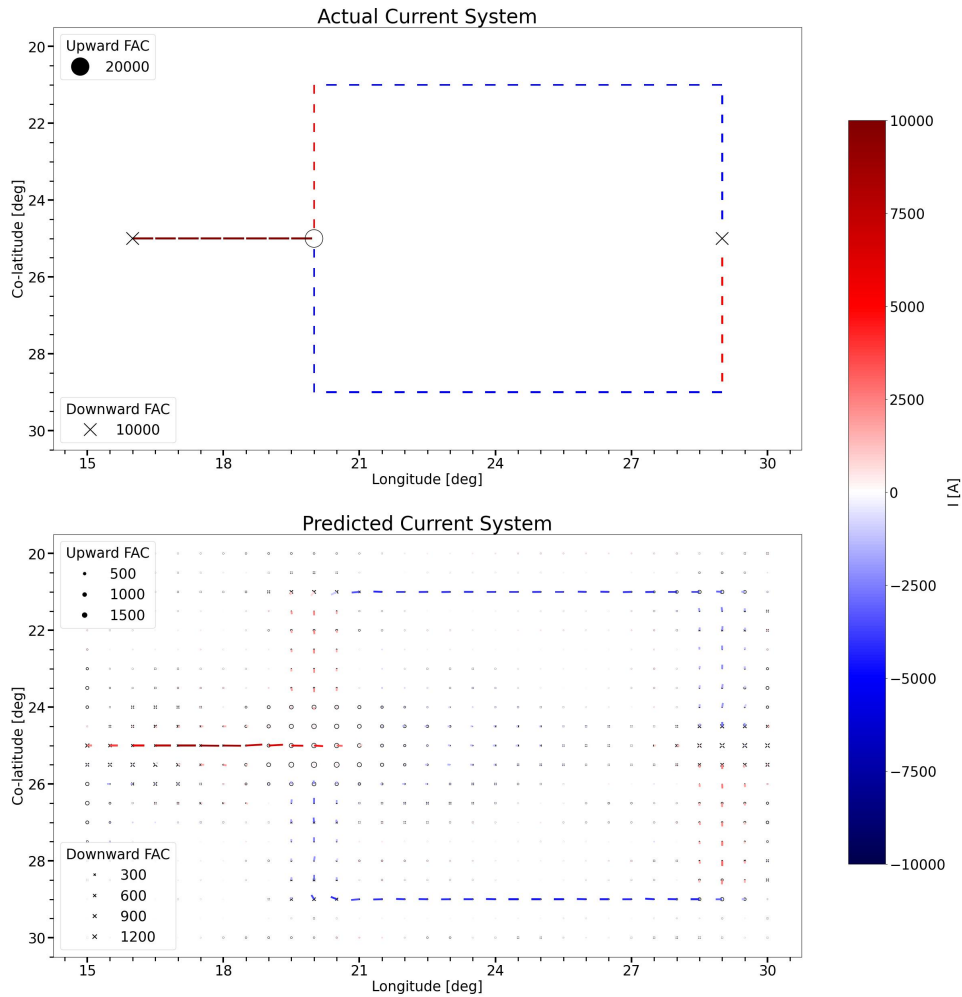 Actual Current System
Upward FAC
20000
Downward FAC
10000
20
22
24
26
28
30
Co-latitude [deg]
15 18 21 24 27 30
Longitude [deg]
Predicted Current System
Upward FAC
500
1000
1500
Downward FAC
300
600
900
1200
20
22
24
26
28
30
Co-latitude [deg]
15 18 21 24 27 30
Longitude [deg]
10000
7500
5000
2500
0
−2500
−5000
−7500
−10000
I [A]